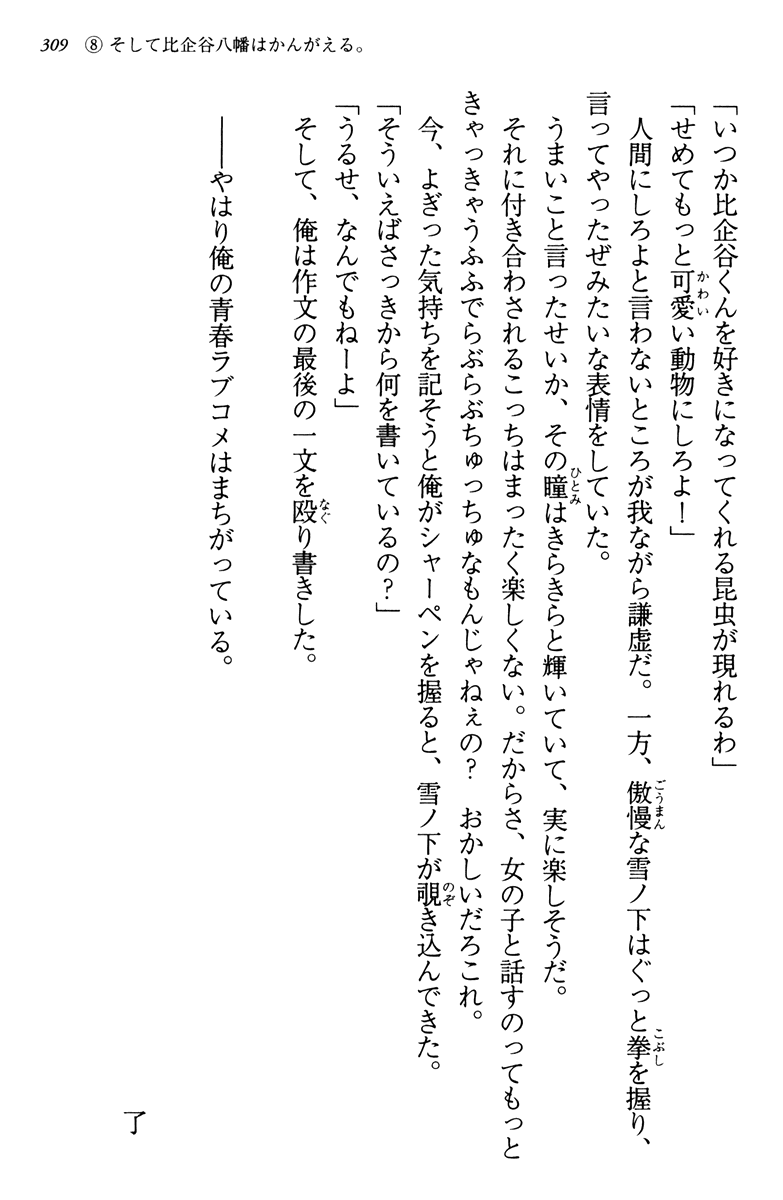 309 ⑧ そして比企谷八幡はかんがえる。
「いつか比企谷くんを好きになってくれる昆虫が現れるわ」
「せめてもっと可愛い動物にしろよ！」
人間にしろよと言わないところが我ながら謙虚だ。一方、傲慢な雪ノ下はぐっと拳を握り、
言ってやったぜみたいな表情をしていた。
うまいこと言ったせいか、その瞳はきらきらと輝いていて、実に楽しそうだ。
それに付き合わされるこっちはまったく楽しくない。だからさ、女の子と話すのってもっと
きゃっきゃうふふでらぶらぶちゅっちゅなもんじゃねぇの？　おかしいだろこれ。
今、よぎった気持ちを記そうと俺がシャーペンを握ると、雪ノ下が覗き込んできた。
「そういえばさっきから何を書いているの？」
「うるせ、なんでもねーよ」
そして、俺は作文の最後の一文を殴り書きした。
――やはり俺の青春ラブコメはまちがっている。
了